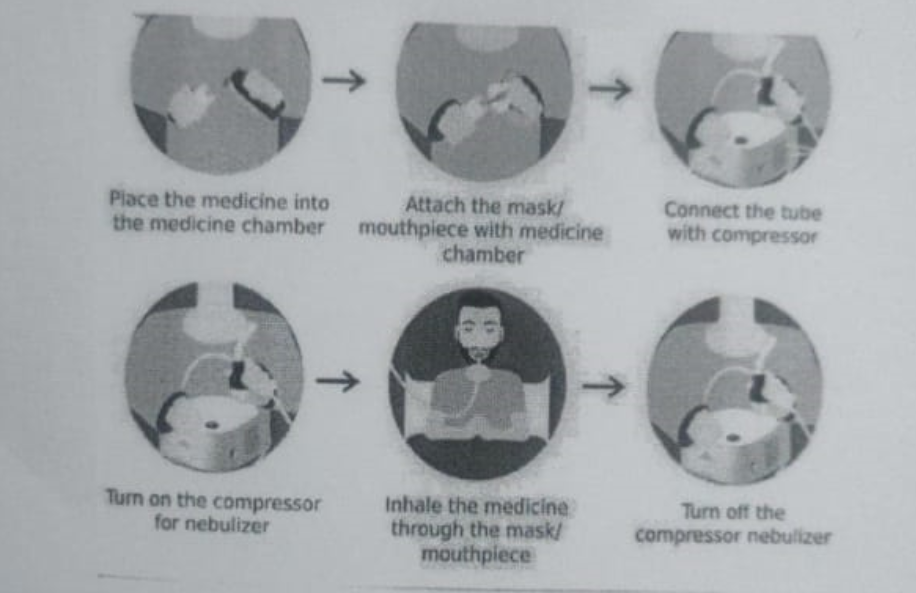 Place the medicine into
the medicine chamber
Attach the mask/
mouthpiece with medicine
chamber
Connect the tube
with compressor
Turn on the compressor
for nebulizer
Inhale the medicine
through the mask/
mouthpiece
Turn off the
compressor nebulizer